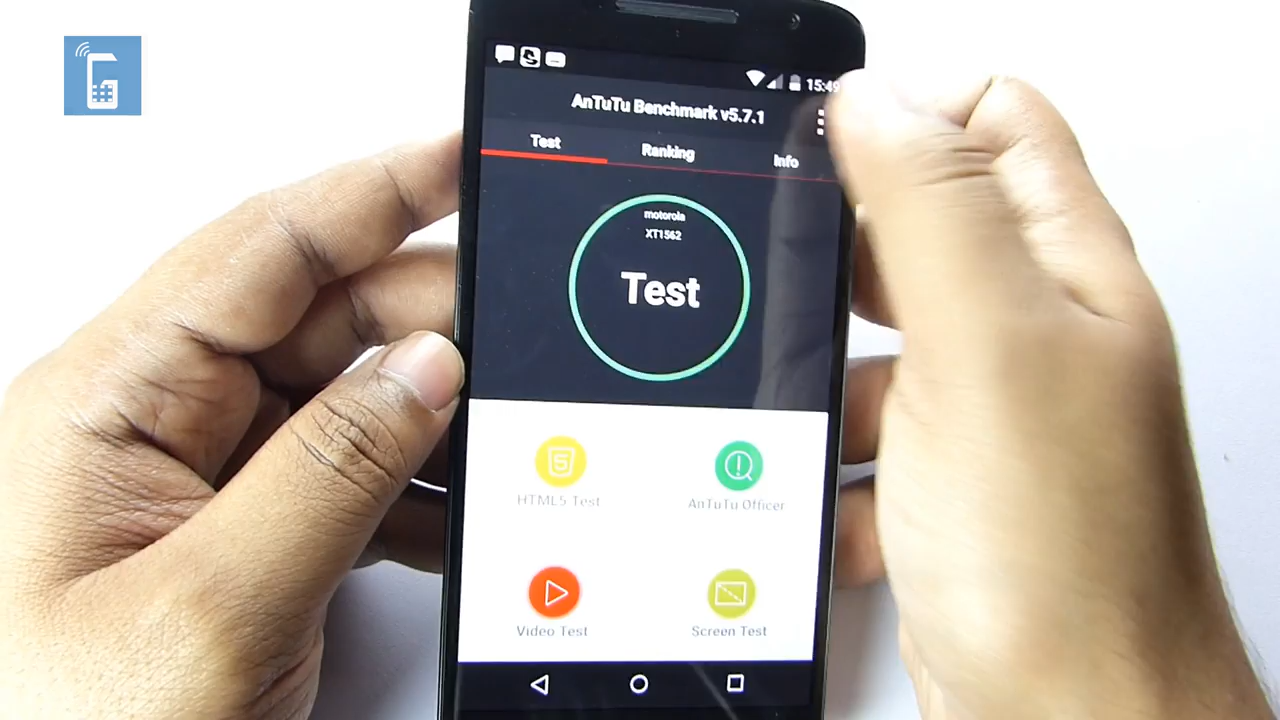 15:49
AnTuTu Benchmark v5.7.1
Test
Ranking
Info
motorola
XT1562
Test
HTML5 Test
AnTuTu Officer
Video Test
Screen Test